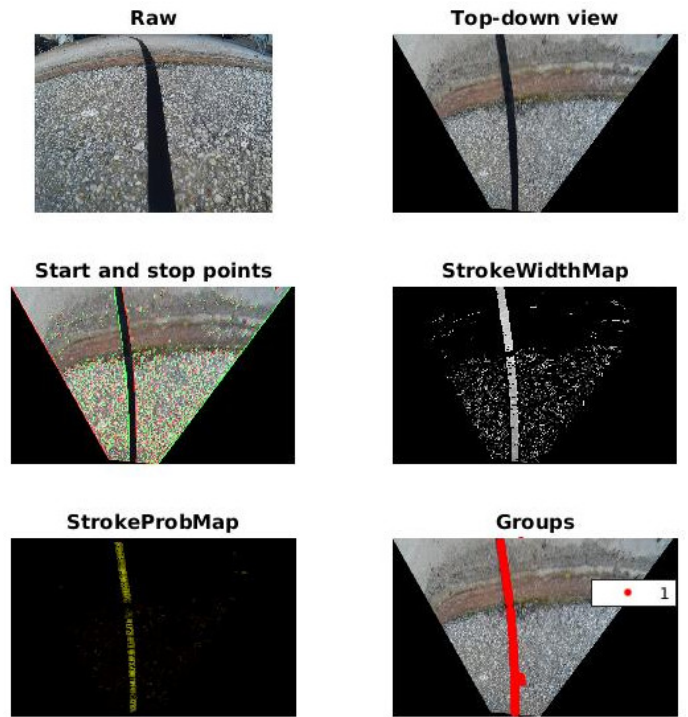 Raw
Top-down view
Start and stop points
StrokeWidthMap
StrokeProbMap
Groups
1